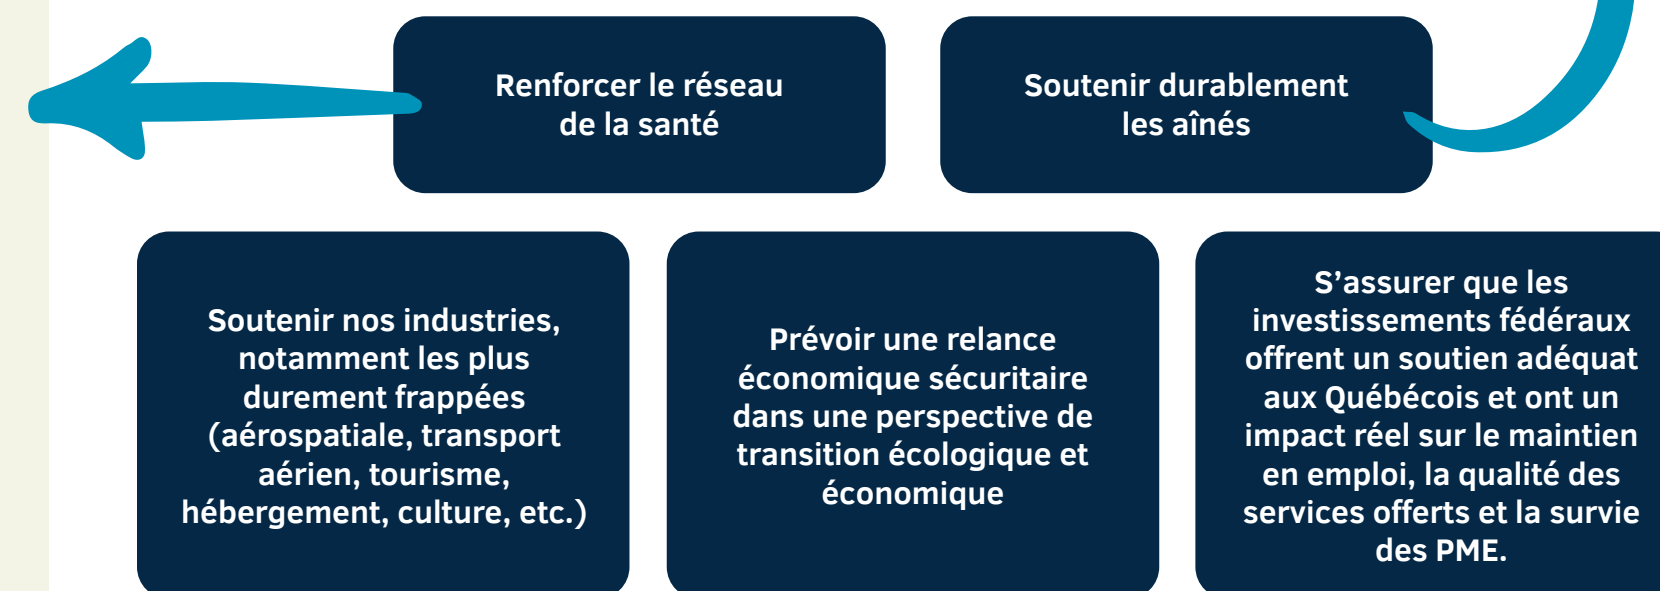 Renforcer le réseau
de la santé
Soutenir durablement
les aînés
Soutenir nos industries,
notamment les plus
durement frappées
(aérospatiale, transport
aérien, tourisme,
hébergement, culture, etc.)
Prévoir une relance
économique sécuritaire
dans une perspective de
transition écologique et
économique
S’assurer que les
investissements fédéraux
offrent un soutien adéquat
aux Québécois et ont un
impact réel sur le maintien
en emploi, la qualité des
services offerts et la survie
des PME.